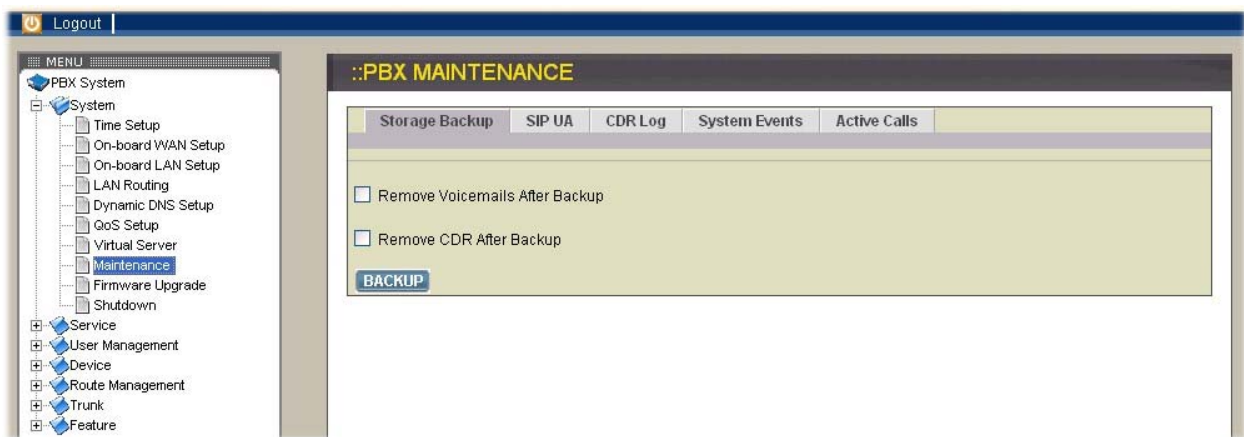 Logout
MENU
PBX System
System
Time Setup
On-board WAN Setup
On-board LAN Setup
LAN Routing
Dynamic DNS Setup
QoS Setup
Virtual Server
Maintenance
Firmware Upgrade
Shutdown
Service
User Management
Device
Route Management
Trunk
Feature
::PBX MAINTENANCE
Storage Backup SIP UA CDR Log System Events Active Calls
Remove Voicemails After Backup
Remove CDR After Backup
BACKUP